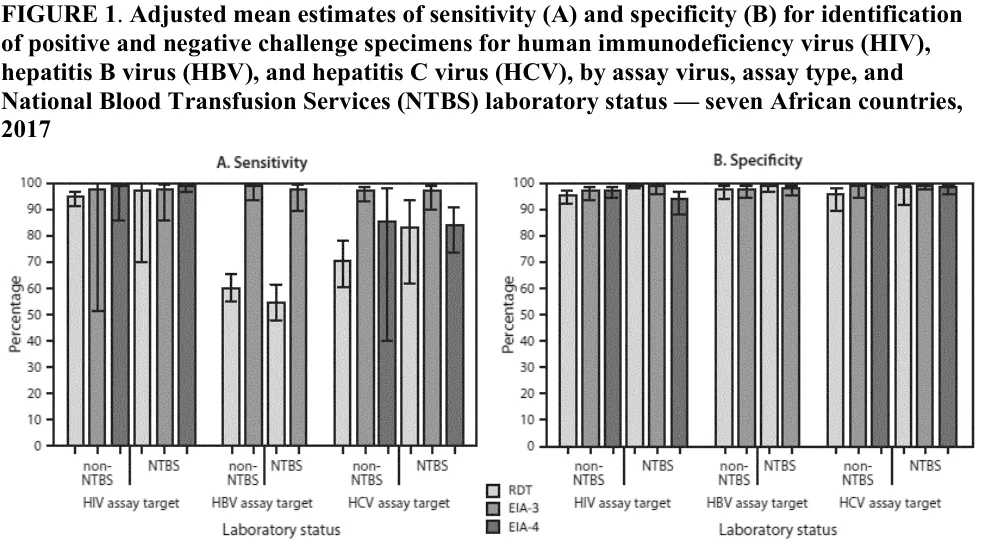 FIGURE 1. Adjusted mean estimates of sensitivity (A) and specificity (B) for identification
of positive and negative challenge specimens for human immunodeficiency virus (HIV),
hepatitis B virus (HBV), and hepatitis C virus (HCV), by assay virus, assay type, and
National Blood Transfusion Services (NTBS) laboratory status — seven African countries,
2017
A. Sensitivity
100
90
80
70
60
50
40
30
20
10
0
Percentage
non-
NTBS
NTBS
non-
NTBS
NTBS
non-
NTBS
NTBS
HIV assay target
HBV assay target
HCV assay target
Laboratory status
RDT
EIA-3
EIA-4
B. Specificity
100
90
80
70
60
50
40
30
20
10
0
Percentage
non-
NTBS
NTBS
non-
NTBS
NTBS
non-
NTBS
NTBS
HIV assay target
HBV assay target
HCV assay target
Laboratory status